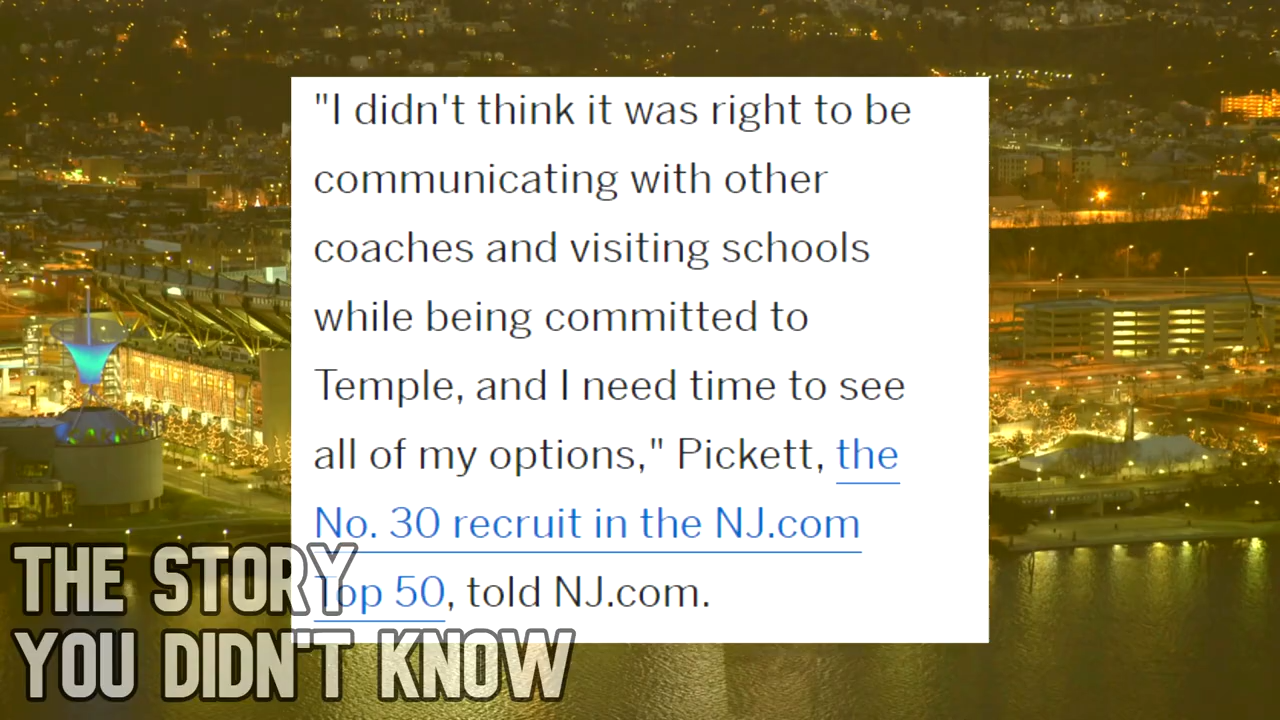 "I didn't think it was right to be
communicating with other
coaches and visiting schools
while being committed to
Temple, and I need time to see
all of my options," Pickett, the
No. 30 recruit in the NJ.com
Top 50, told NJ.com.
THE STORY
YOU DIDN'T KNOW